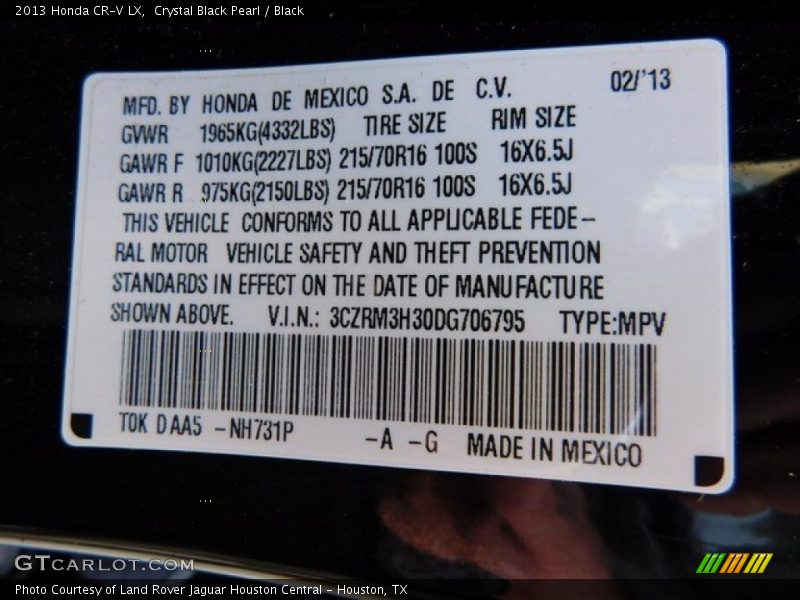 2013 Honda CR-V LX, Crystal Black Pearl / Black
MFD. BY HONDA DE MEXICO S.A. DE C.V. 02/'13
GVWR 1965KG(4332LBS) TIRE SIZE RIM SIZE
GAWR F 1010KG(2227LBS) 215/70R16 100S 16X6.5J
GAWR R 975KG(2150LBS) 215/70R16 100S 16X6.5J
THIS VEHICLE CONFORMS TO ALL APPLICABLE FEDE-
RAL MOTOR VEHICLE SAFETY AND THEFT PREVENTION
STANDARDS IN EFFECT ON THE DATE OF MANUFACTURE
SHOWN ABOVE. V.I.N.: 3CZRM3H30DG706795 TYPE:MPV
T0K DAA5 -NH731P -A -G MADE IN MEXICO
GTCARLOT.COM
Photo Courtesy of Land Rover Jaguar Houston Central - Houston, TX